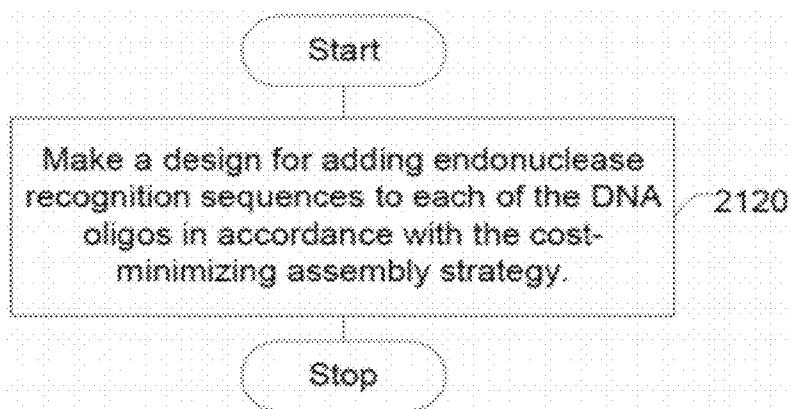 Start
Make a design for adding endonuclease
recognition sequences to each of the DNA
oligos in accordance with the cost-
minimizing assembly strategy.
2120
Stop